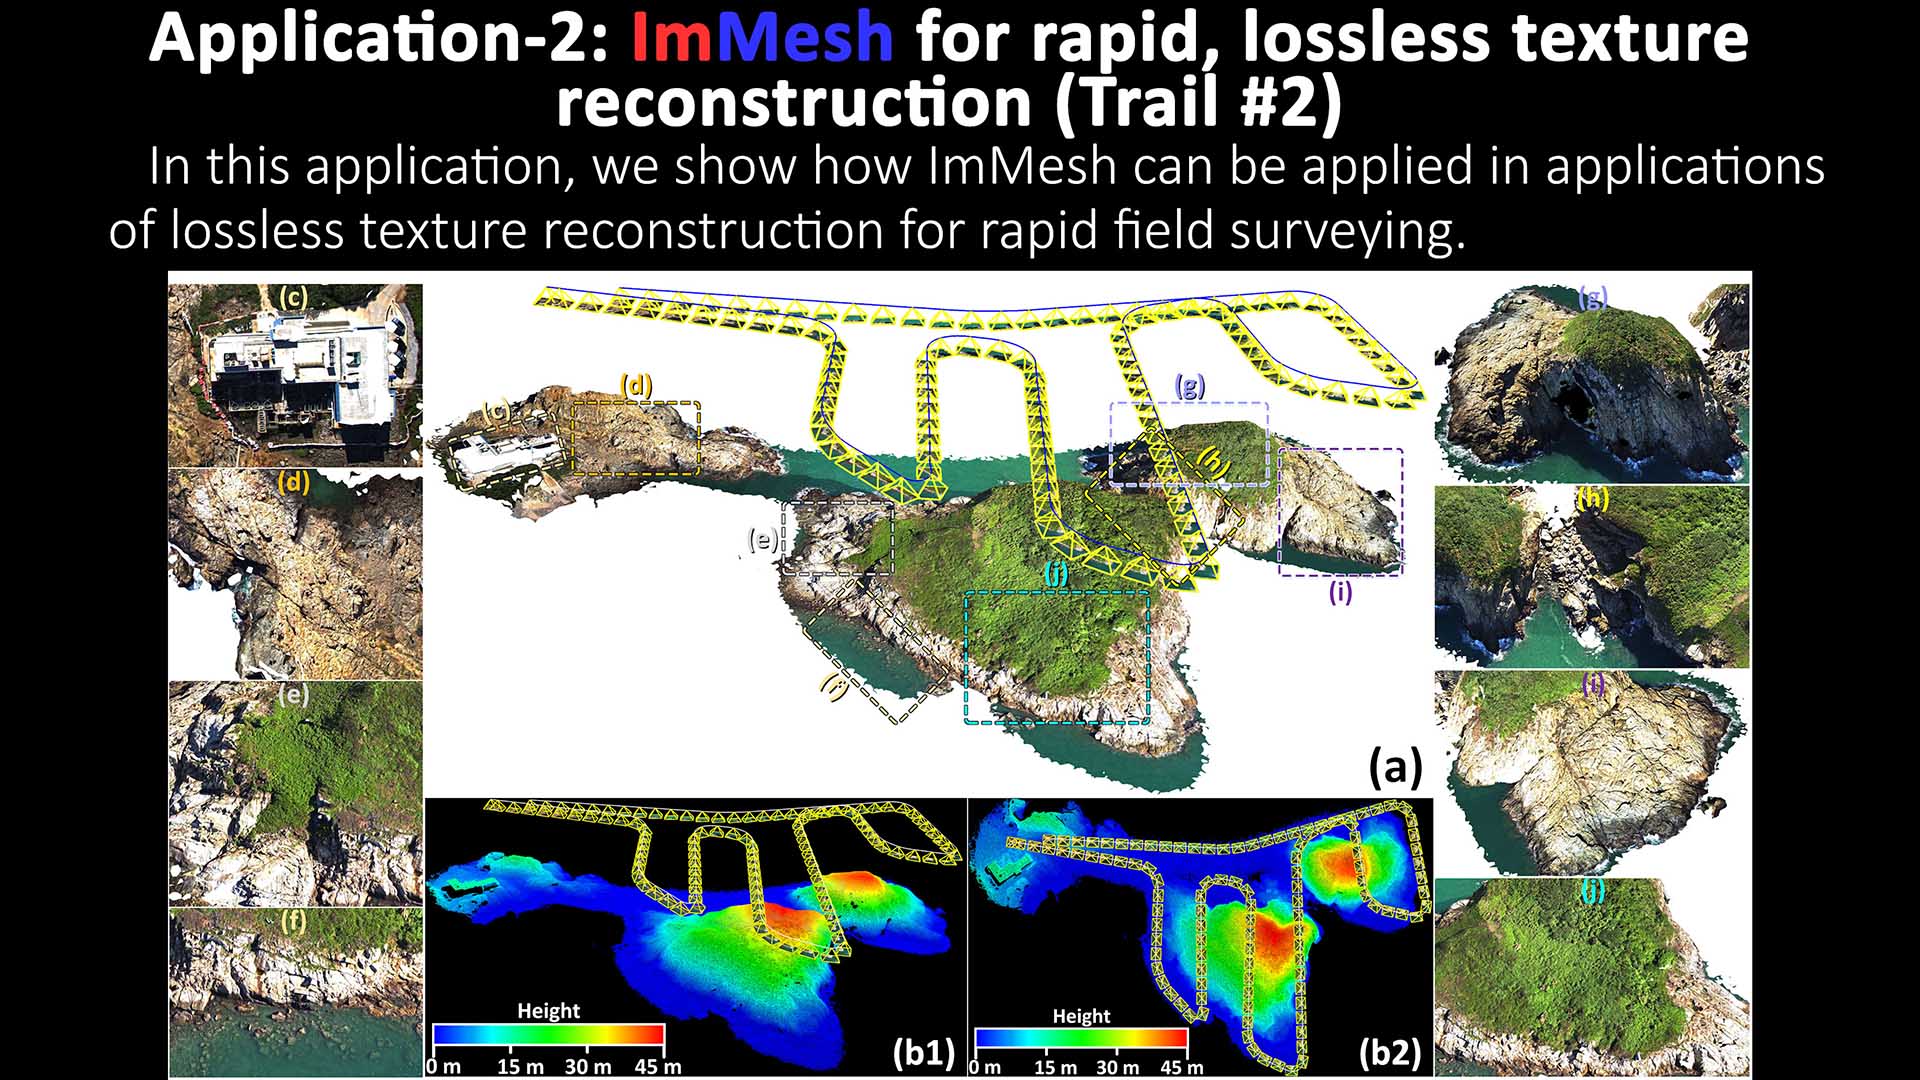 Application-2: ImMesh for rapid, lossless texture
reconstruction (Trail #2)
In this application, we show how ImMesh can be applied in applications
of lossless texture reconstruction for rapid field surveying.
(c)
(d)
(e)
(f)
(c)
(d)
(e)
(f)
(g)
(h)
(i)
(j)
(a)
(g)
(h)
(i)
(j)
Height
0 m 15 m 30 m 45 m
(b1)
Height
0 m 15 m 30 m 45 m
(b2)